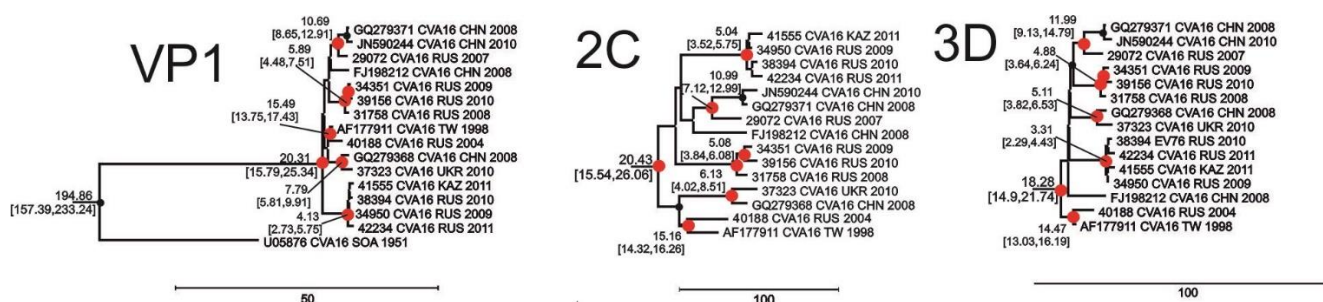 VP1
10.69
[8.65,12.91]
5.89
[4.48,7.51]
15.49
[13.75,17.43]
20.31
[15.79,25.34]
194.86
[157.39,233.24]
7.79
[5.81,9.91]
4.13
[2.73,5.75]
GQ279371 CVA16 CHN 2008
JN590244 CVA16 CHN 2010
29072 CVA16 RUS 2007
FJ198212 CVA16 CHN 2008
34351 CVA16 RUS 2009
39156 CVA16 RUS 2010
31758 CVA16 RUS 2008
AF177911 CVA16 TW 1998
40188 CVA16 RUS 2004
GQ279368 CVA16 CHN 2008
37323 CVA16 UKR 2010
41555 CVA16 KAZ 2011
38394 CVA16 RUS 2010
34950 CVA16 RUS 2009
42234 CVA16 RUS 2011
U05876 CVA16 SOA 1951
50
2C
5.04
[3.52,5.75]
10.99
[7.12,12.99]
5.08
[3.84,6.08]
20.43
[15.54,26.06]
6.13
[4.02,8.51]
15.16
[14.32,16.26]
41555 CVA16 KAZ 2011
34950 CVA16 RUS 2009
38394 CVA16 RUS 2010
42234 CVA16 RUS 2011
JN590244 CVA16 CHN 2010
GQ279371 CVA16 CHN 2008
29072 CVA16 RUS 2007
FJ198212 CVA16 CHN 2008
34351 CVA16 RUS 2009
39156 CVA16 RUS 2010
31758 CVA16 RUS 2008
37323 CVA16 UKR 2010
GQ279368 CVA16 CHN 2008
40188 CVA16 RUS 2004
AF177911 CVA16 TW 1998
100
3D
11.99
[9.13,14.79]
4.88
[3.64,6.24]
5.11
[3.82,6.53]
3.31
[2.29,4.43]
18.28
[14.9,21.74]
14.47
[13.03,16.19]
GQ279371 CVA16 CHN 2008
JN590244 CVA16 CHN 2010
29072 CVA16 RUS 2007
34351 CVA16 RUS 2009
39156 CVA16 RUS 2010
31758 CVA16 RUS 2008
GQ279368 CVA16 CHN 2008
37323 CVA16 UKR 2010
38394 EV76 RUS 2010
42234 CVA16 RUS 2011
41555 CVA16 KAZ 2011
34950 CVA16 RUS 2009
FJ198212 CVA16 CHN 2008
40188 CVA16 RUS 2004
AF177911 CVA16 TW 1998
100